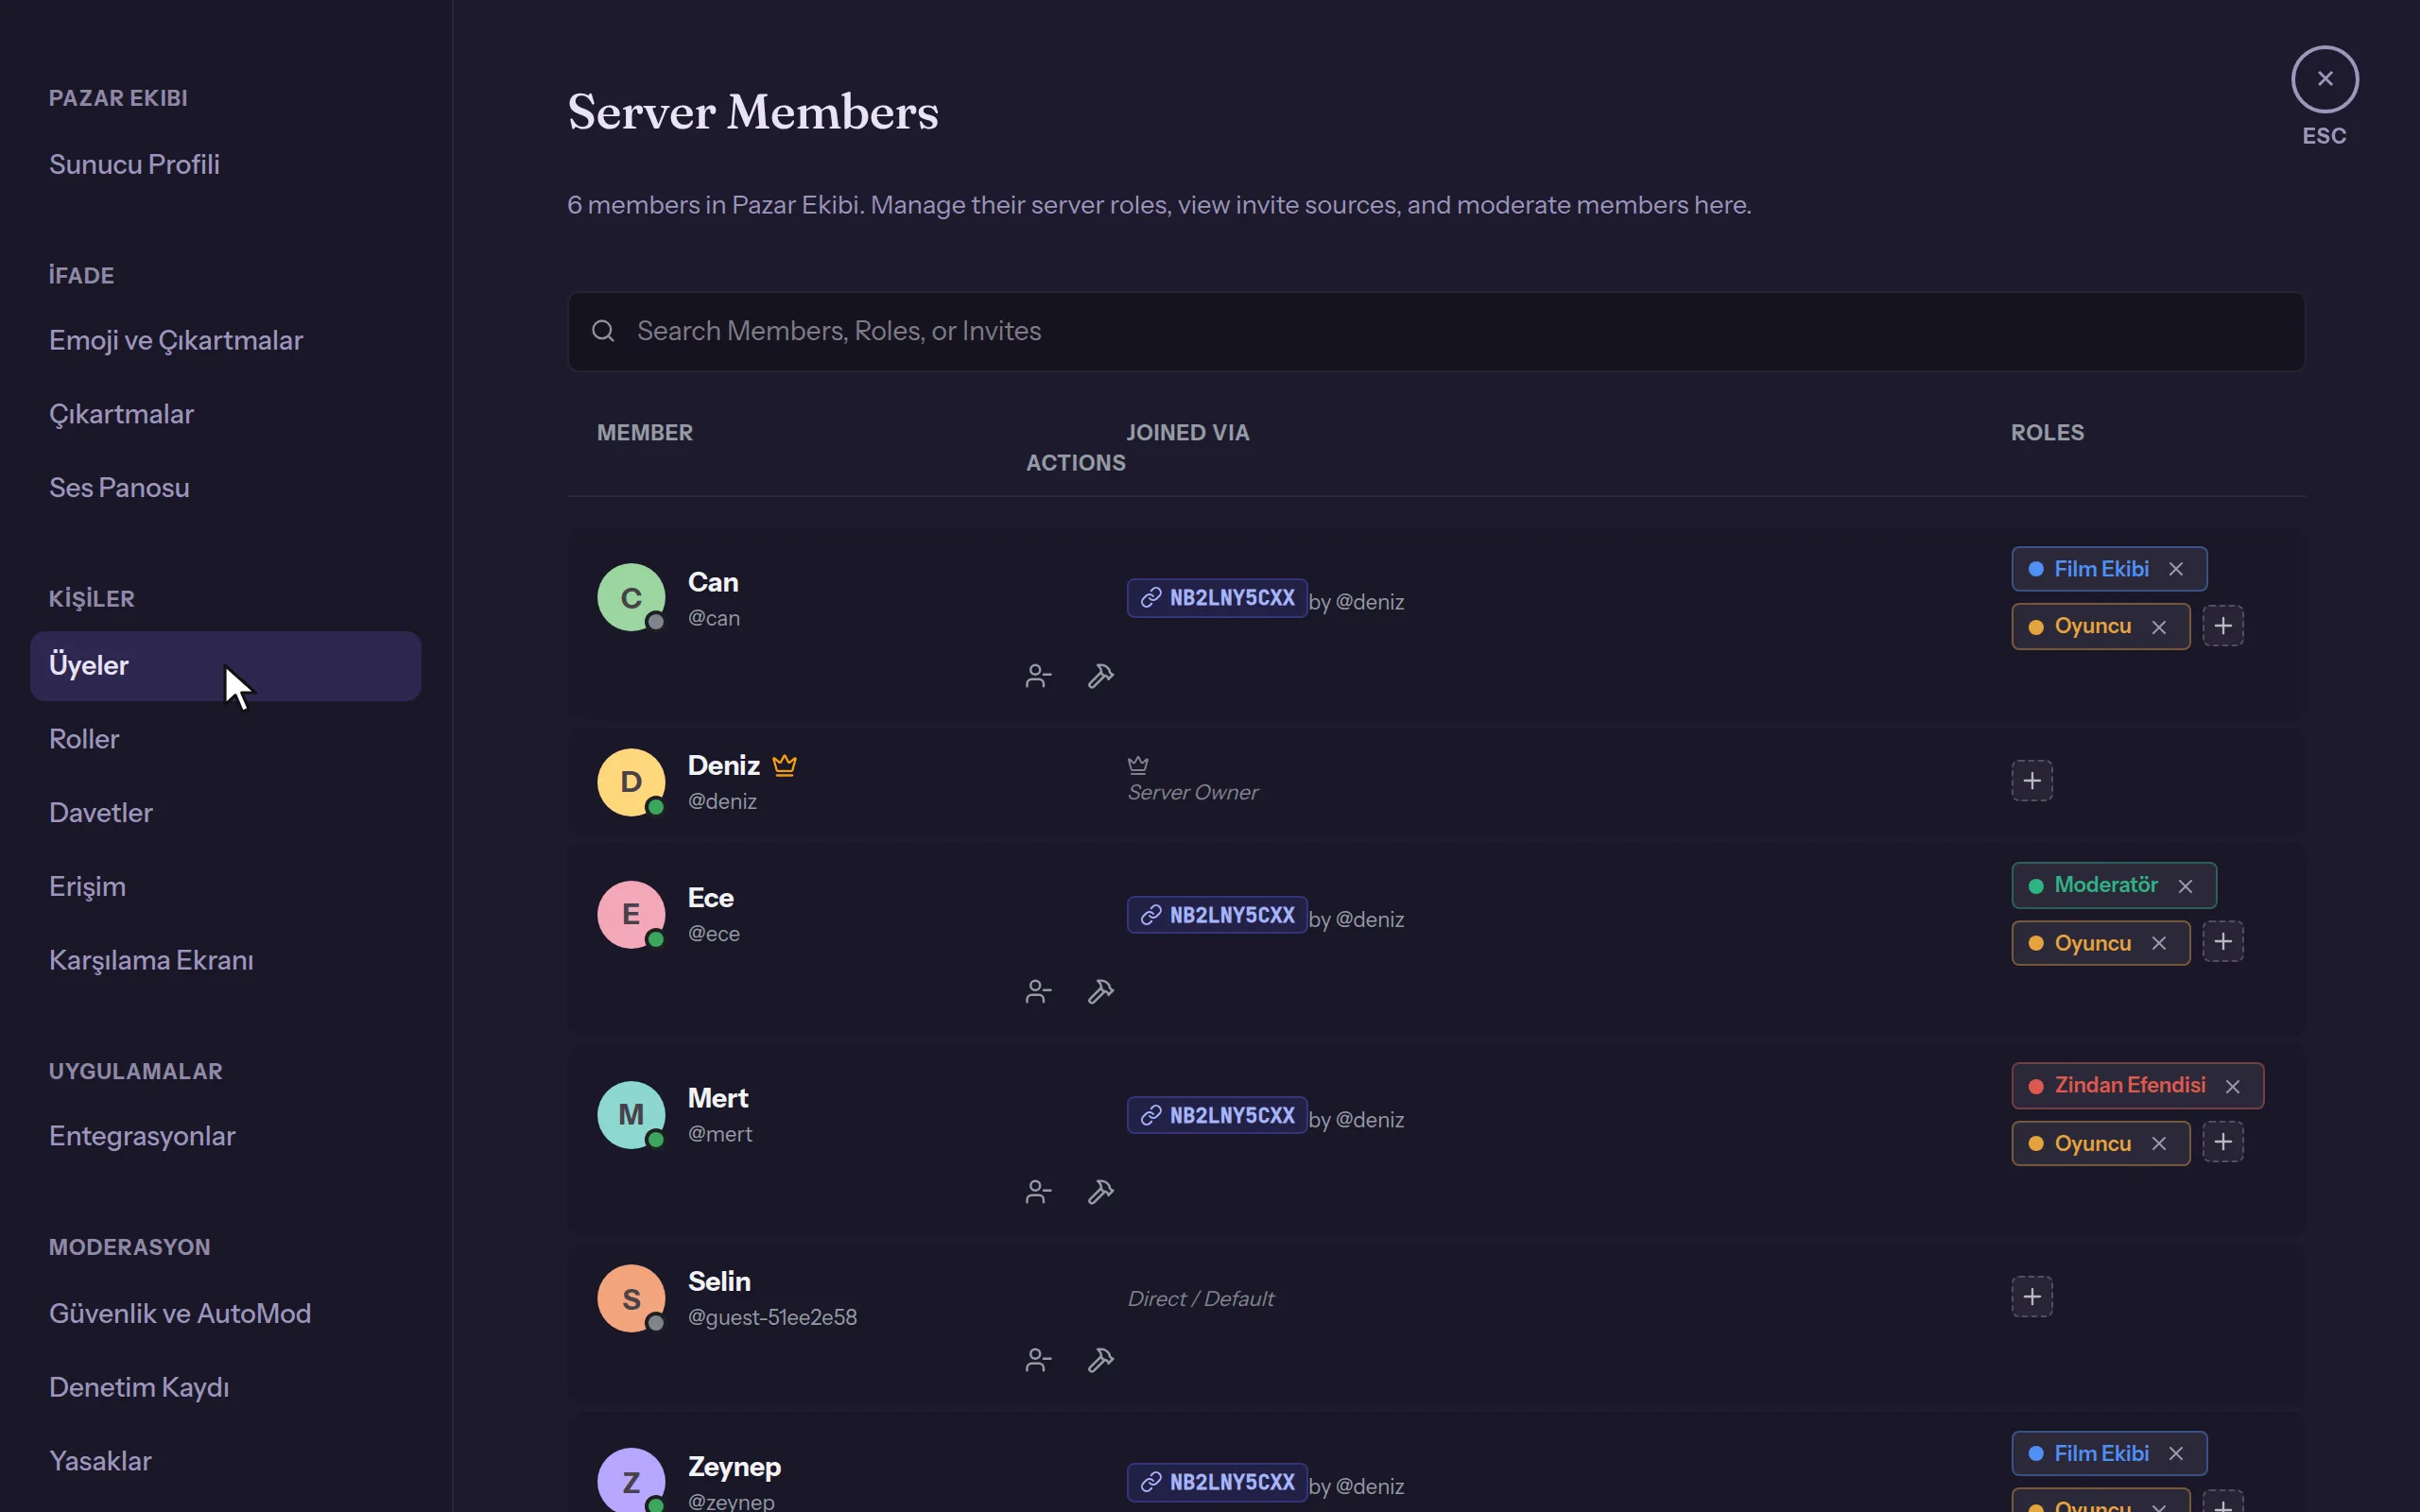 PAZAR EKIBI
Sunucu Profili
İFADE
Emoji ve Çıkartmalar
Çıkartmalar
Ses Panosu
KİŞİLER
Üyeler
Roller
Davetler
Erişim
Karşılama Ekranı
UYGULAMALAR
Entegrasyonlar
MODERASYON
Güvenlik ve AutoMod
Denetim Kaydı
Yasaklar
Server Members
ESC
6 members in Pazar Ekibi. Manage their server roles, view invite sources, and moderate members here.
Search Members, Roles, or Invites
MEMBER JOINED VIA ROLES
ACTIONS
C
Can
@can
NB2LNY5CXX by @deniz
Film Ekibi
Oyuncu
D
Deniz
@deniz
Server Owner
E
Ece
@ece
NB2LNY5CXX by @deniz
Moderatör
Oyuncu
M
Mert
@mert
NB2LNY5CXX by @deniz
Zindan Efendisi
Oyuncu
S
Selin
@guest-51ee2e58
Direct / Default
Z
Zeynep
@zeynep
NB2LNY5CXX by @deniz
Film Ekibi
Oyuncu